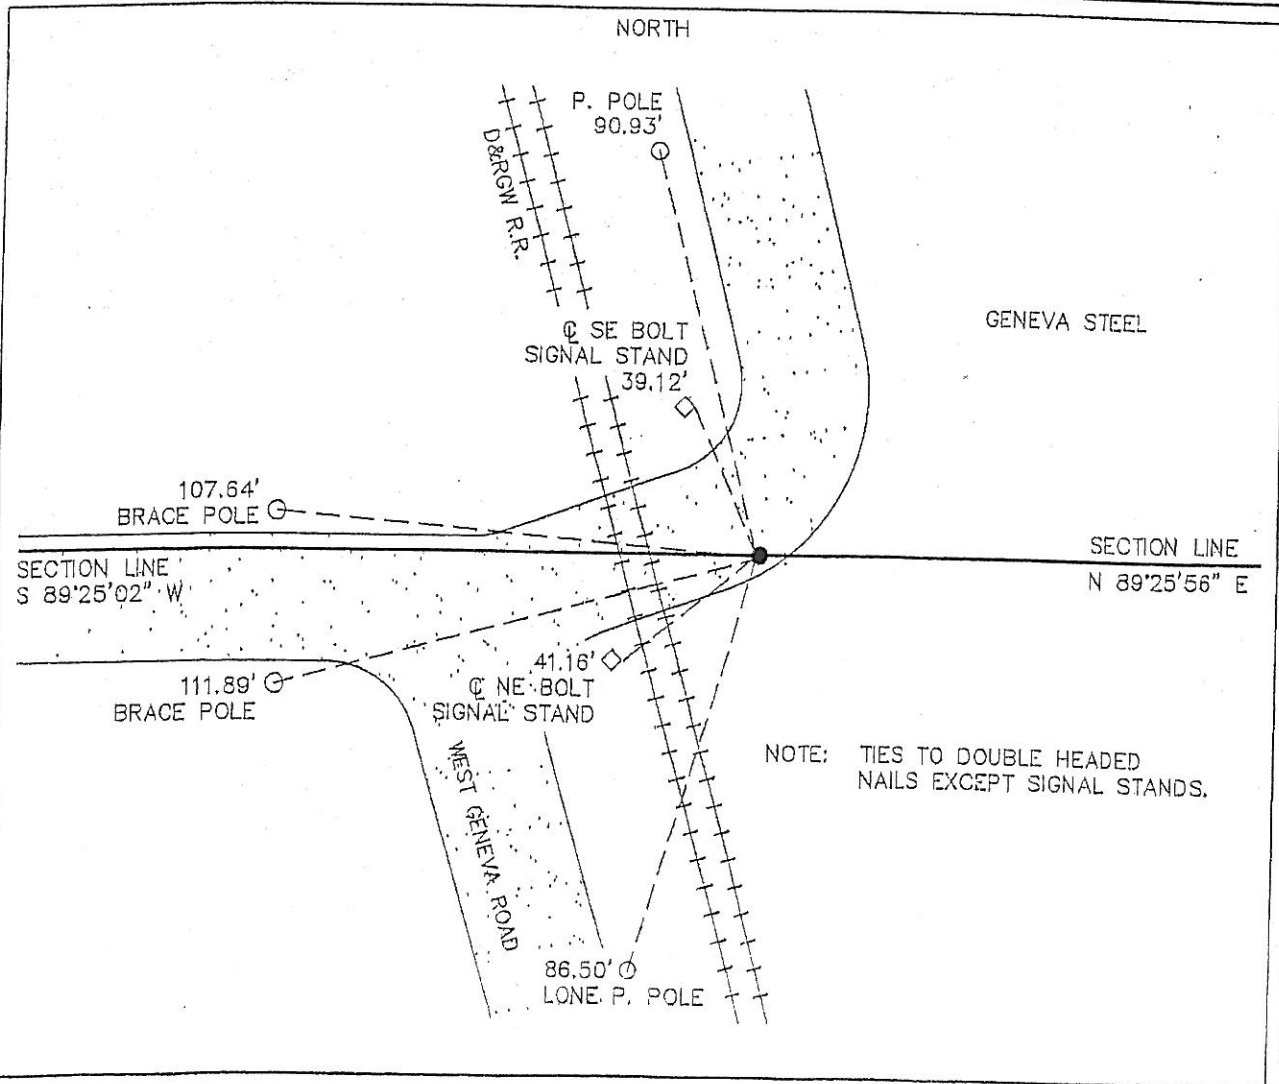 NORTH
P. POLE
90.93'
D&RGW R.R.
℄ SE BOLT
SIGNAL STAND
39.12'
GENEVA STEEL
107.64'
BRACE POLE
SECTION LINE
S 89°25'02" W
SECTION LINE
N 89°25'56" E
111.89'
BRACE POLE
41.16'
℄ NE BOLT
SIGNAL STAND
WEST GENEVA ROAD
NOTE: TIES TO DOUBLE HEADED
NAILS EXCEPT SIGNAL STANDS.
86.50'
LONE P. POLE